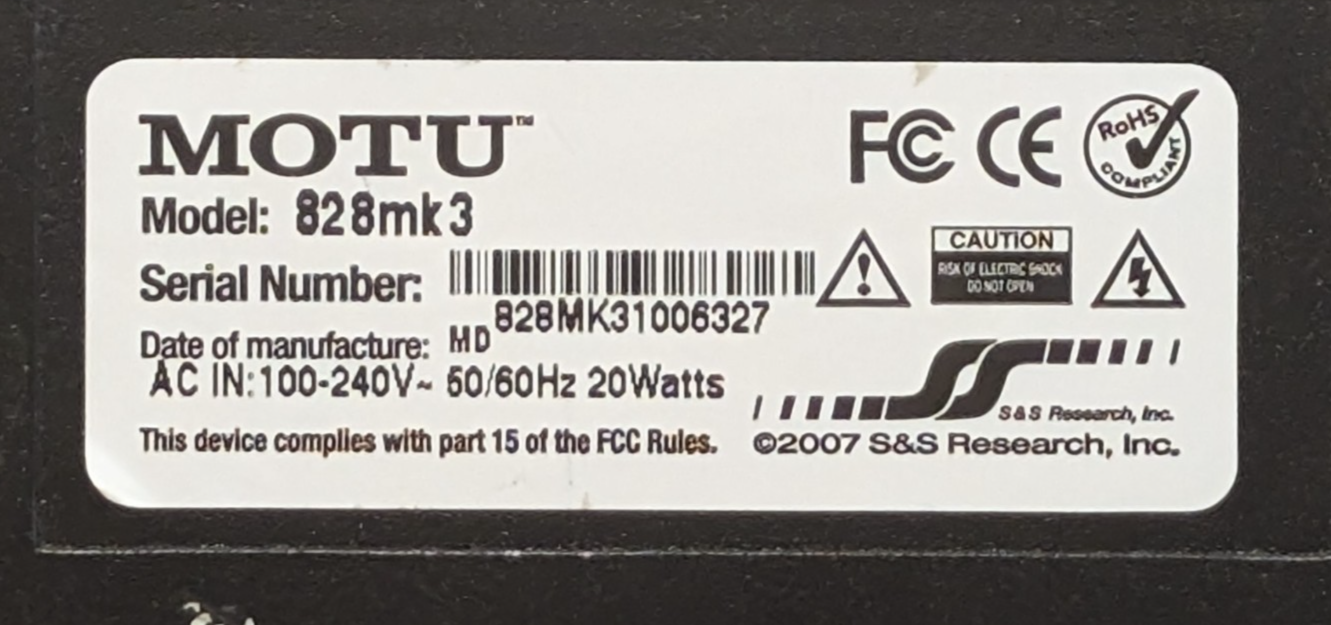 MOTU™
FC CE RoHS COMPLIANT
Model: 828mk3
CAUTION
RISK OF ELECTRIC SHOCK
DO NOT OPEN
Serial Number:
828MK31006327
Date of manufacture: MD
AC IN: 100-240V~ 50/60Hz 20Watts
S&S Research, Inc.
This device complies with part 15 of the FCC Rules.
©2007 S&S Research, Inc.